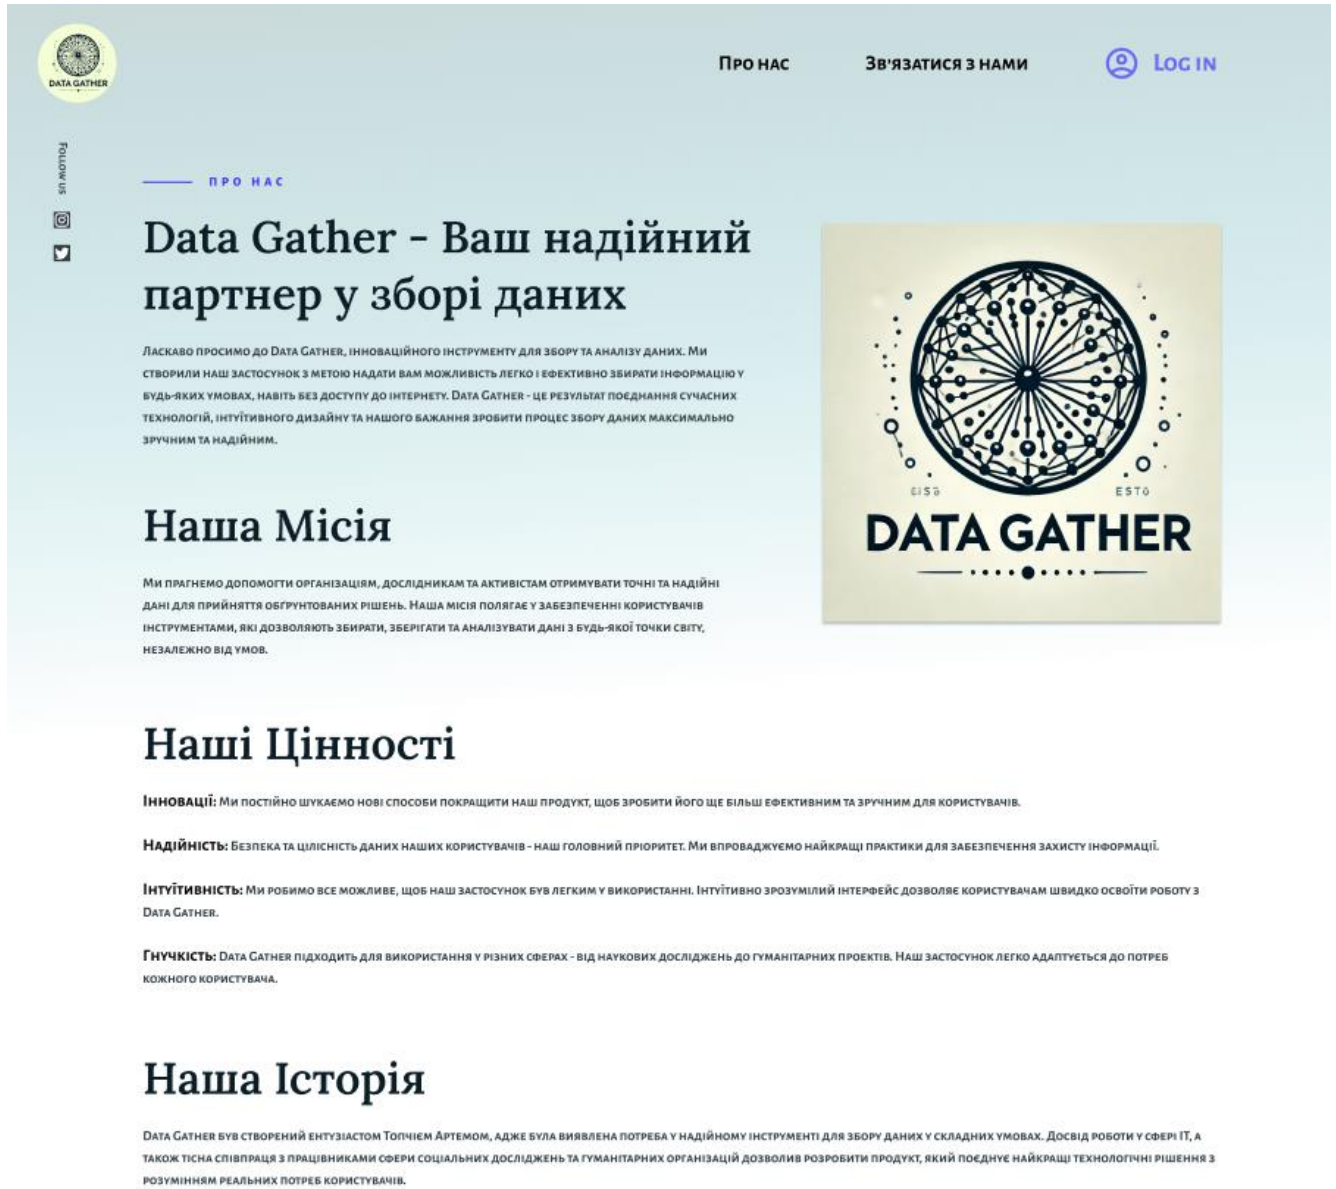 DATA GATHER
Про нас
Зв'язатися з нами
Log in
Follow us
ПРО НАС
Data Gather - Ваш надійний
партнер у зборі даних
Ласкаво просимо до Data Gather, інноваційного інструменту для збору та аналізу даних. Ми
створили наш застосунок з метою надати вам можливість легко і ефективно збирати інформацію у
будь-яких умовах, навіть без доступу до інтернету. Data Gather - це результат поєднання сучасних
технологій, інтуїтивного дизайну та нашого бажання зробити процес збору даних максимально
зручним та надійним.
DATA GATHER
Наша Місія
Ми прагнемо допомогти організаціям, дослідникам та активістам отримувати точні та надійні
дані для прийняття обґрунтованих рішень. Наша місія полягає у забезпеченні користувачів
інструментами, які дозволяють збирати, зберігати та аналізувати дані з будь-якої точки світу,
незалежно від умов.
Наші Цінності
Інновації: Ми постійно шукаємо нові способи покращити наш продукт, щоб зробити його ще більш ефективним та зручним для користувачів.
Надійність: Безпека та цілісність даних наших користувачів - наш головний пріоритет. Ми впроваджуємо найкращі практики для забезпечення захисту інформації.
Інтуїтивність: Ми робимо все можливе, щоб наш застосунок був легким у використанні. Інтуїтивно зрозумілий інтерфейс дозволяє користувачам швидко освоїти роботу з
Data Gather.
Гнучкість: Data Gather підходить для використання у різних сферах - від наукових досліджень до гуманітарних проектів. Наш застосунок легко адаптується до потреб
кожного користувача.
Наша Історія
Data Gather був створений ентузіастом Топчієм Артемом, адже була виявлена потреба у надійному інструменті для збору даних у складних умовах. Досвід роботи у сфері ІТ, а
також тісна співпраця з працівниками сфери соціальних досліджень та гуманітарних організацій дозволив розробити продукт, який поєднує найкращі технологічні рішення з
розумінням реальних потреб користувачів.